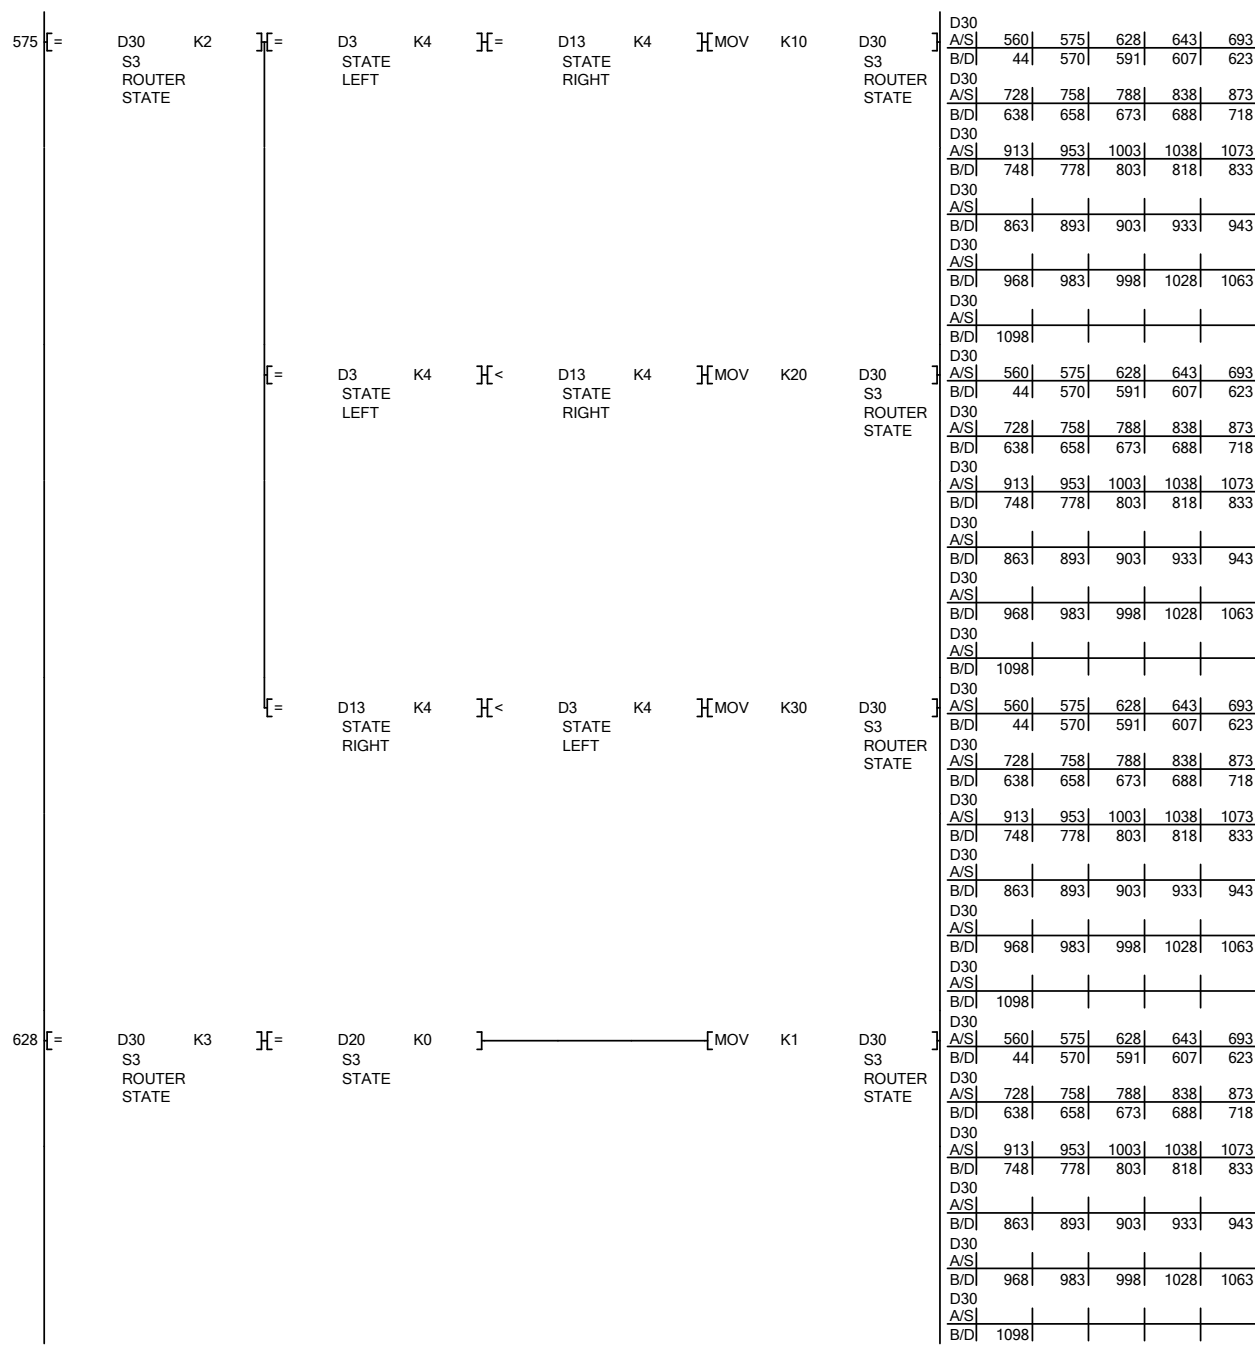 575 [= D30 K2 ][= D3 K4 ][= D13 K4 ][MOV K10 D30 ]
S3 STATE STATE S3
ROUTER LEFT RIGHT ROUTER
STATE STATE
D30
A/S 560 575 628 643 693
B/D 44 570 591 607 623
D30
A/S 728 758 788 838 873
B/D 638 658 673 688 718
D30
A/S 913 953 1003 1038 1073
B/D 748 778 803 818 833
D30
A/S
B/D 863 893 903 933 943
D30
A/S
B/D 968 983 998 1028 1063
D30
A/S
B/D 1098
[= D3 K4 ][< D13 K4 ][MOV K20 D30 ]
STATE STATE S3
LEFT RIGHT ROUTER
STATE
D30
A/S 560 575 628 643 693
B/D 44 570 591 607 623
D30
A/S 728 758 788 838 873
B/D 638 658 673 688 718
D30
A/S 913 953 1003 1038 1073
B/D 748 778 803 818 833
D30
A/S
B/D 863 893 903 933 943
D30
A/S
B/D 968 983 998 1028 1063
D30
A/S
B/D 1098
[= D13 K4 ][< D3 K4 ][MOV K30 D30 ]
STATE STATE S3
RIGHT LEFT ROUTER
STATE
D30
A/S 560 575 628 643 693
B/D 44 570 591 607 623
D30
A/S 728 758 788 838 873
B/D 638 658 673 688 718
D30
A/S 913 953 1003 1038 1073
B/D 748 778 803 818 833
D30
A/S
B/D 863 893 903 933 943
D30
A/S
B/D 968 983 998 1028 1063
D30
A/S
B/D 1098
628 [= D30 K3 ][= D20 K0 ] [MOV K1 D30 ]
S3 S3 S3
ROUTER STATE ROUTER
STATE STATE
D30
A/S 560 575 628 643 693
B/D 44 570 591 607 623
D30
A/S 728 758 788 838 873
B/D 638 658 673 688 718
D30
A/S 913 953 1003 1038 1073
B/D 748 778 803 818 833
D30
A/S
B/D 863 893 903 933 943
D30
A/S
B/D 968 983 998 1028 1063
D30
A/S
B/D 1098